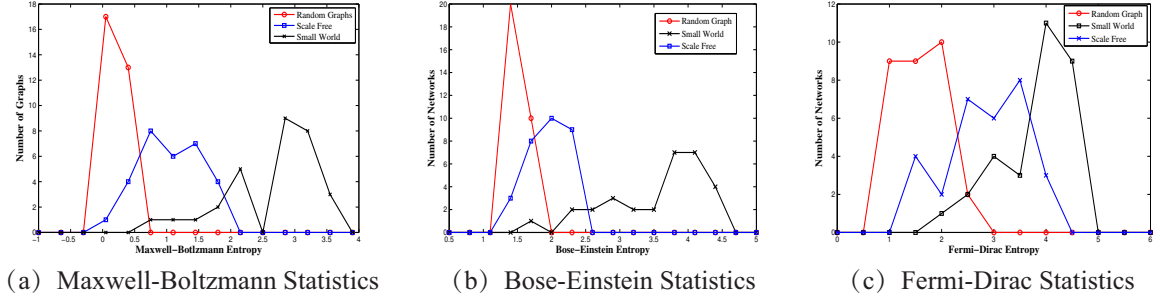 Random Graphs
Scale Free
Small World
18
16
14
12
10
8
6
4
2
0
Number of Graphs
-1 -0.5 0 0.5 1 1.5 2 2.5 3 3.5 4
Maxwell-Botlzmann Entropy
(a) Maxwell-Boltzmann Statistics
Random Graph
Small World
Scale Free
20
18
16
14
12
10
8
6
4
2
0
Number of Networks
0.5 1 1.5 2 2.5 3 3.5 4 4.5 5
Bose-Einstein Entropy
(b) Bose-Einstein Statistics
Random Graph
Small World
Scale Free
12
10
8
6
4
2
0
Number of Networks
0 1 2 3 4 5 6
Fermi-Dirac Entropy
(c) Fermi-Dirac Statistics